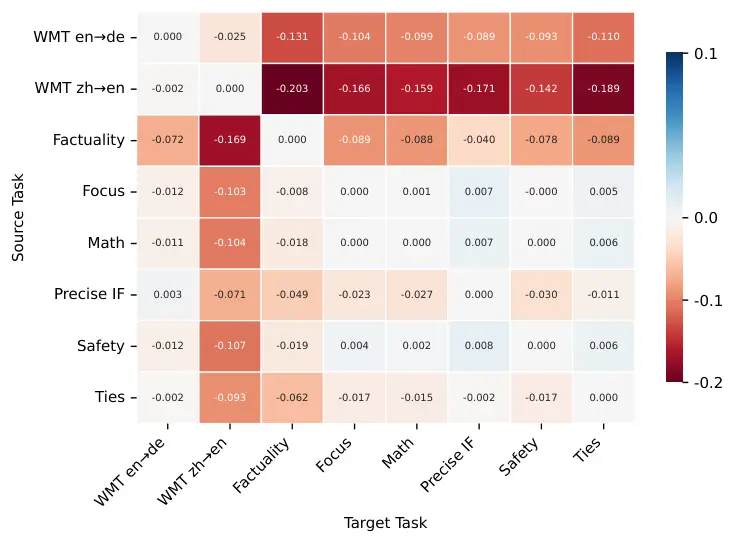 WMT en→de 0.000 -0.025 -0.131 -0.104 -0.099 -0.089 -0.093 -0.110
WMT zh→en -0.002 0.000 -0.203 -0.166 -0.159 -0.171 -0.142 -0.189
Factuality -0.072 -0.169 0.000 -0.089 -0.088 -0.040 -0.078 -0.089
Focus -0.012 -0.103 -0.008 0.000 0.001 0.007 -0.000 0.005
Math -0.011 -0.104 -0.018 0.000 0.000 0.007 0.000 0.006
Precise IF 0.003 -0.071 -0.049 -0.023 -0.027 0.000 -0.030 -0.011
Safety -0.012 -0.107 -0.019 0.004 0.002 0.008 0.000 0.006
Ties -0.002 -0.093 -0.062 -0.017 -0.015 -0.002 -0.017 0.000
WMT en→de WMT zh→en Factuality Focus Math Precise IF Safety Ties
Target Task
Source Task
0.1
0.0
-0.1
-0.2